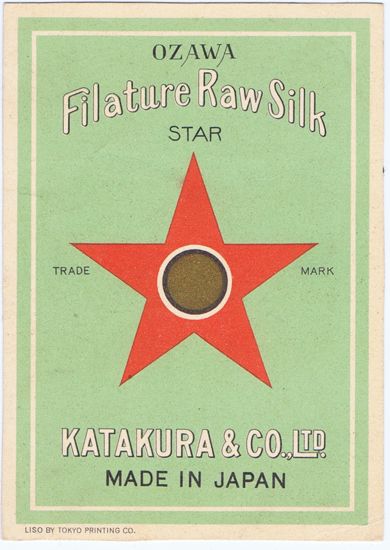 OZAWA
Filature Raw Silk
STAR
TRADE MARK
KATAKURA & CO., LTD.
MADE IN JAPAN
LISO BY TOKYO PRINTING CO.